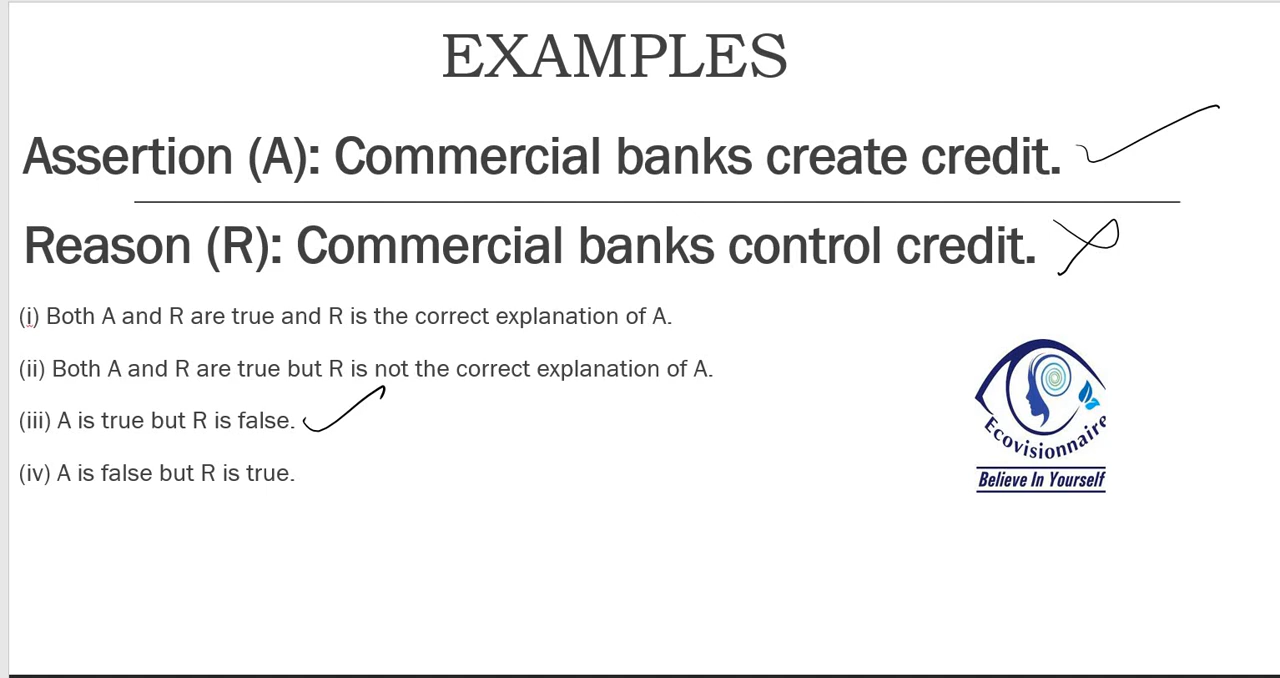 EXAMPLES
Assertion (A): Commercial banks create credit.
Reason (R): Commercial banks control credit.
(i) Both A and R are true and R is the correct explanation of A.
(ii) Both A and R are true but R is not the correct explanation of A.
(iii) A is true but R is false.
(iv) A is false but R is true.
Ecovisionnaire
Believe In Yourself